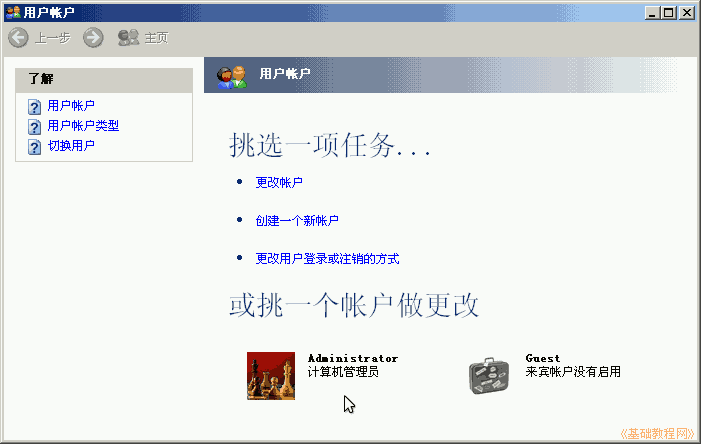 用户帐户
上一步 主页
了解
用户帐户
用户帐户类型
切换用户
用户帐户
挑选一项任务...
更改帐户
创建一个新帐户
更改用户登录或注销的方式
或挑一个帐户做更改
Administrator
计算机管理员
Guest
来宾帐户没有启用
《基础教程网》